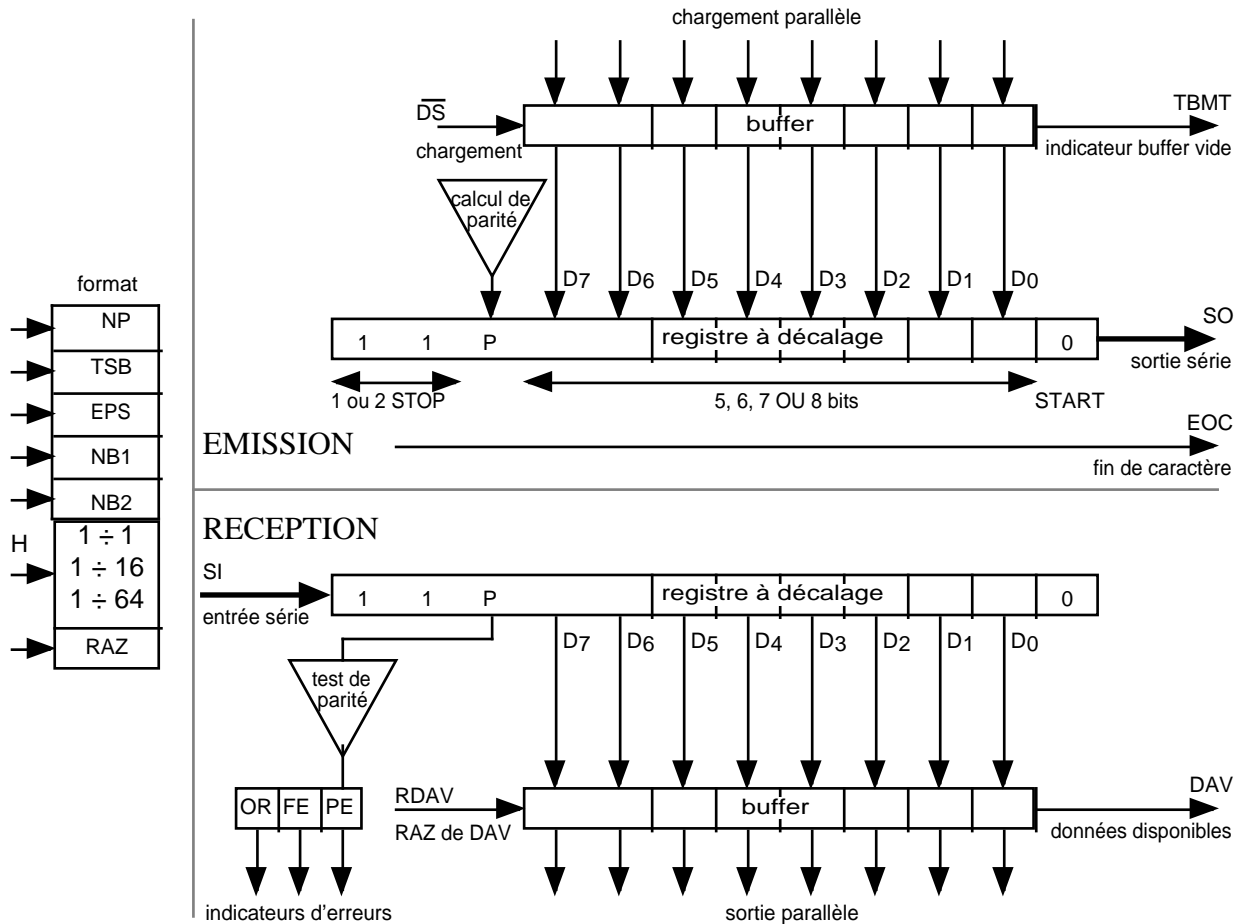 chargement parallèle
DS
chargement
buffer
TBMT
indicateur buffer vide
calcul de
parité
D7 D6 D5 D4 D3 D2 D1 D0
1 1 P registre à décalage 0
SO
sortie série
1 ou 2 STOP
5, 6, 7 OU 8 bits
START
EMISSION
EOC
fin de caractère
format
NP
TSB
EPS
NB1
NB2
H
1 ÷ 1
1 ÷ 16
1 ÷ 64
RAZ
RECEPTION
SI
entrée série
1 1 P registre à décalage 0
D7 D6 D5 D4 D3 D2 D1 D0
test de
parité
OR FE PE
RDAV
RAZ de DAV
buffer
DAV
données disponibles
indicateurs d'erreurs
sortie parallèle